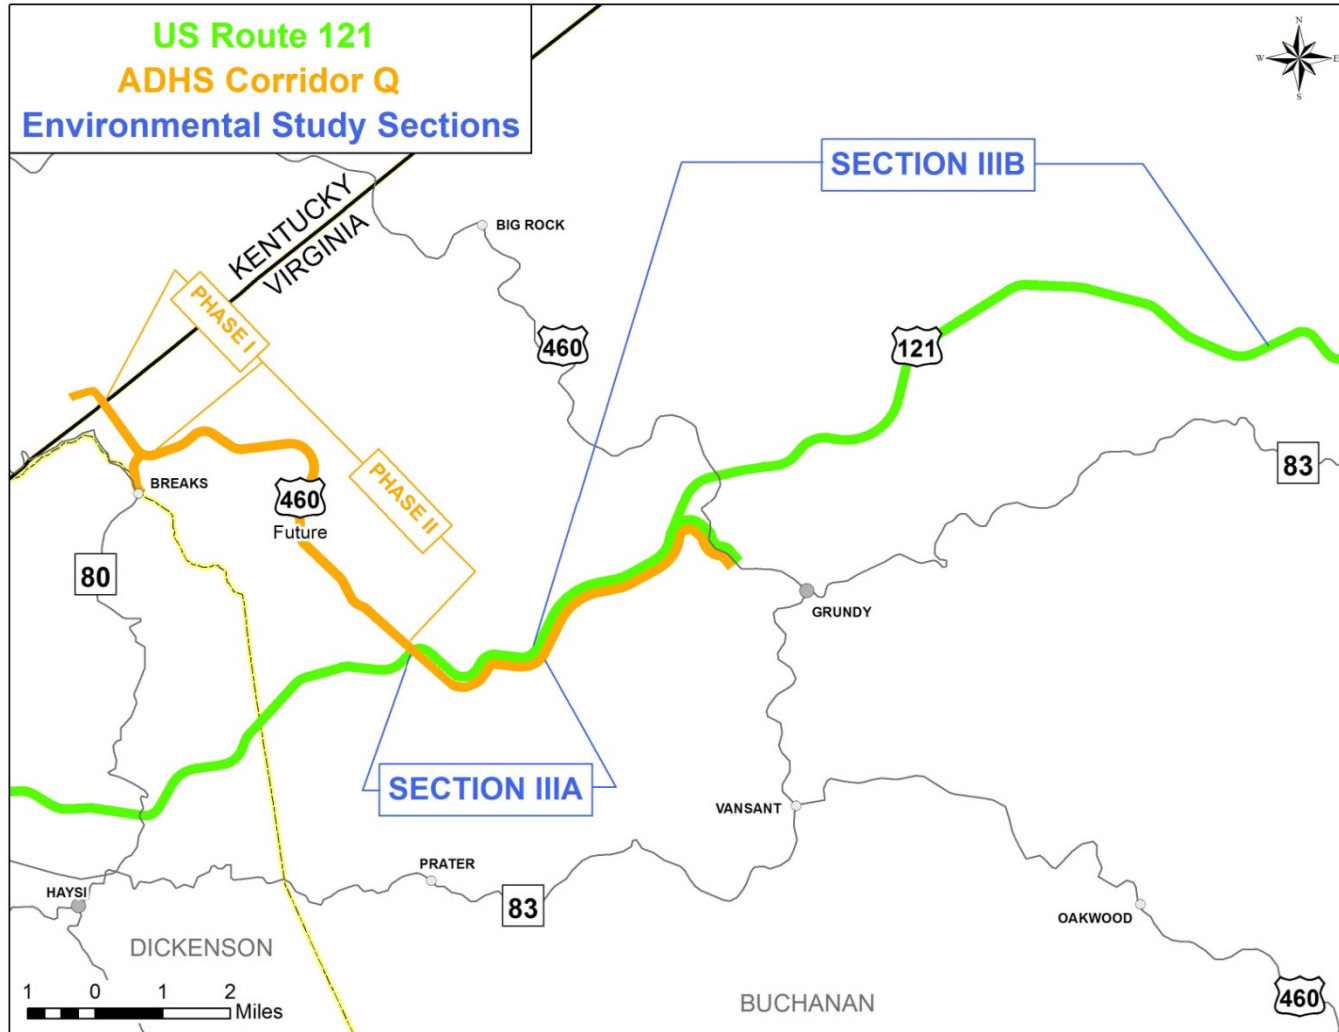 US Route 121
ADHS Corridor Q
Environmental Study Sections
N
W
E
S
SECTION IIIB
KENTUCKY
VIRGINIA
BIG ROCK
PHASE I
460
121
83
PHASE II
BREAKS
460
Future
80
GRUNDY
SECTION IIIA
VANSANT
PRATER
HAYSI
83
OAKWOOD
DICKENSON
BUCHANAN
460
1 0 1 2
Miles